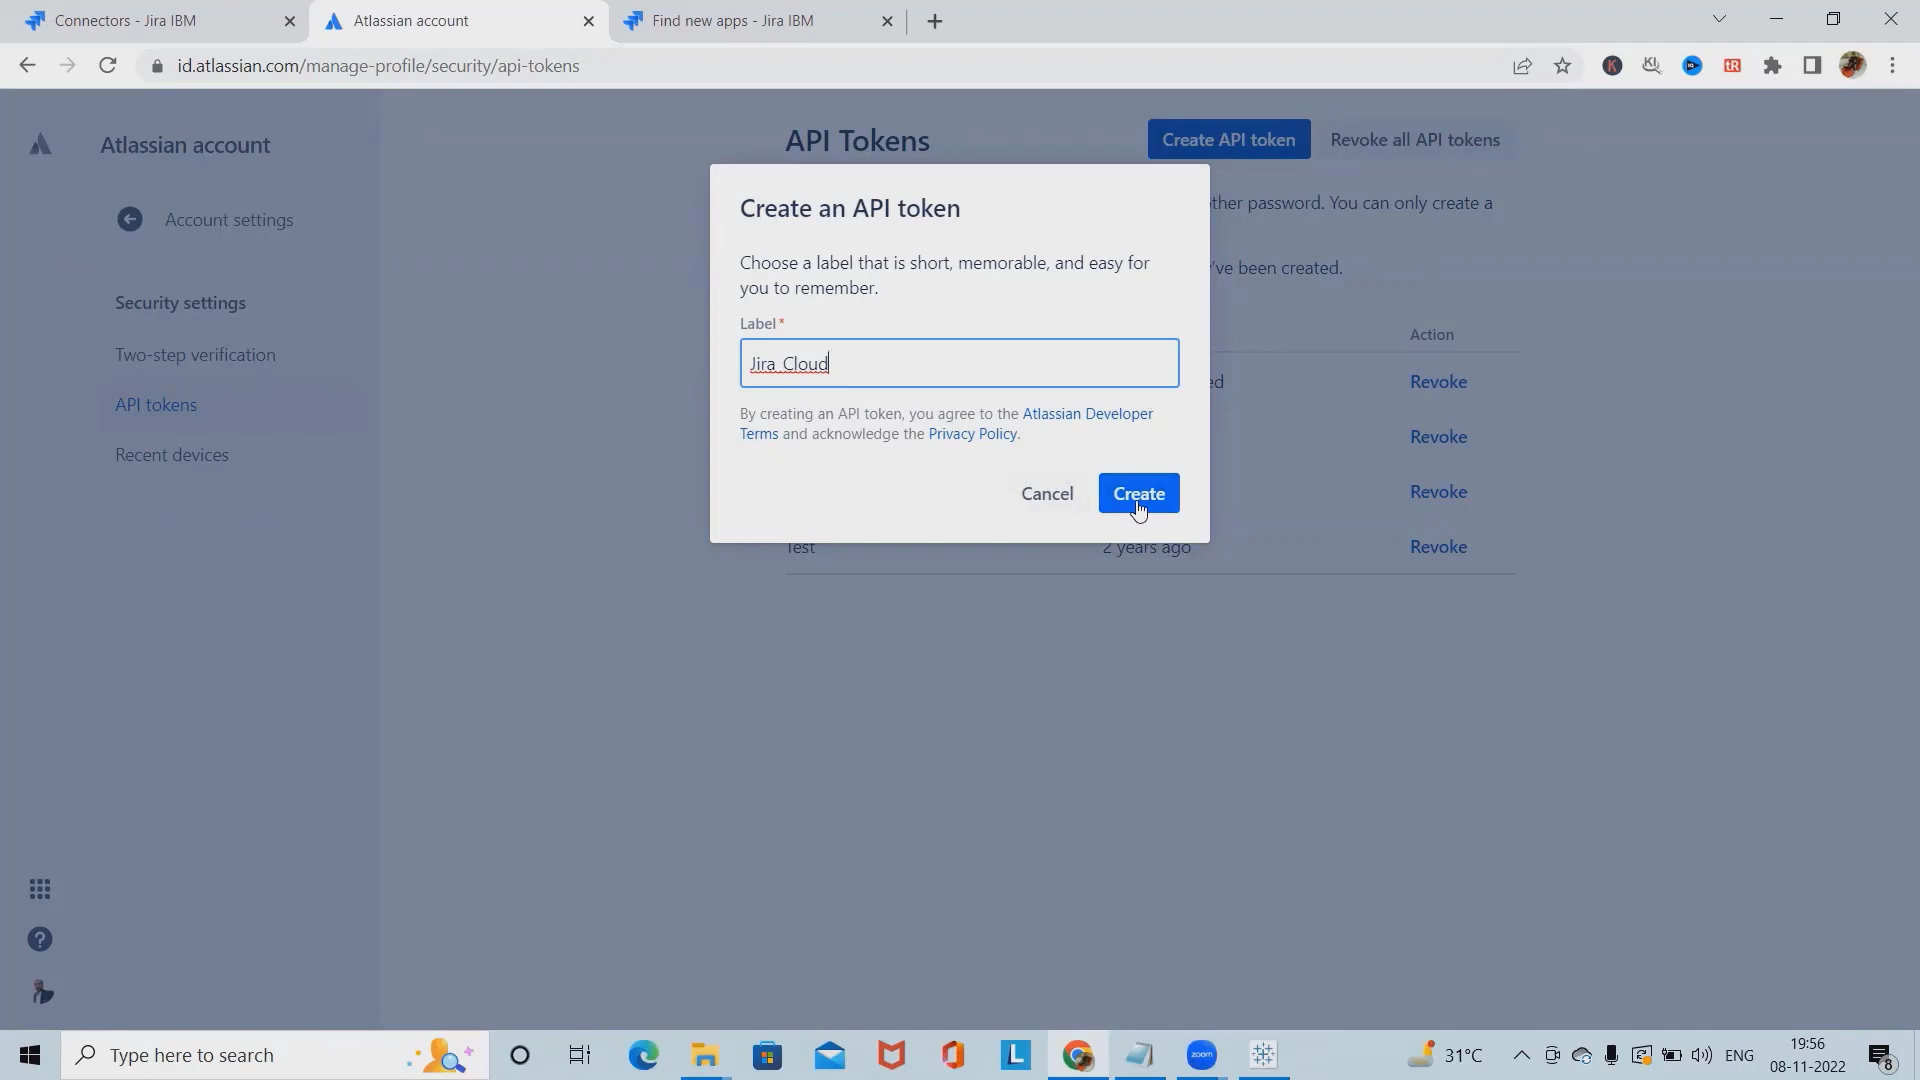 Connectors - Jira IBM
Atlassian account
Find new apps - Jira IBM
id.atlassian.com/manage-profile/security/api-tokens
Atlassian account
Account settings
Security settings
Two-step verification
API tokens
Recent devices
API Tokens
Create API token
Revoke all API tokens
ther password. You can only create a
've been created.
Action
ed
Revoke
Revoke
Revoke
Test
2 years ago
Revoke
Create an API token
Choose a label that is short, memorable, and easy for
you to remember.
Label *
Jira_Cloud
By creating an API token, you agree to the Atlassian Developer
Terms and acknowledge the Privacy Policy.
Cancel
Create
Type here to search
zoom
31°C
ENG
19:56
08-11-2022
8